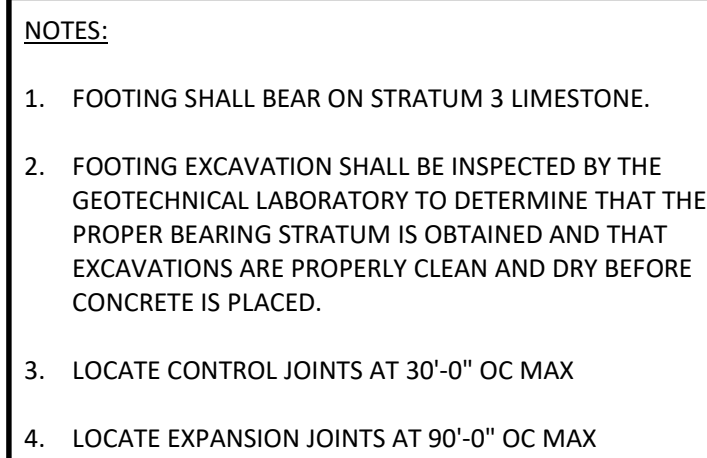 NOTES:
1. FOOTING SHALL BEAR ON STRATUM 3 LIMESTONE.
2. FOOTING EXCAVATION SHALL BE INSPECTED BY THE
GEOTECHNICAL LABORATORY TO DETERMINE THAT THE
PROPER BEARING STRATUM IS OBTAINED AND THAT
EXCAVATIONS ARE PROPERLY CLEAN AND DRY BEFORE
CONCRETE IS PLACED.
3. LOCATE CONTROL JOINTS AT 30'-0" OC MAX
4. LOCATE EXPANSION JOINTS AT 90'-0" OC MAX